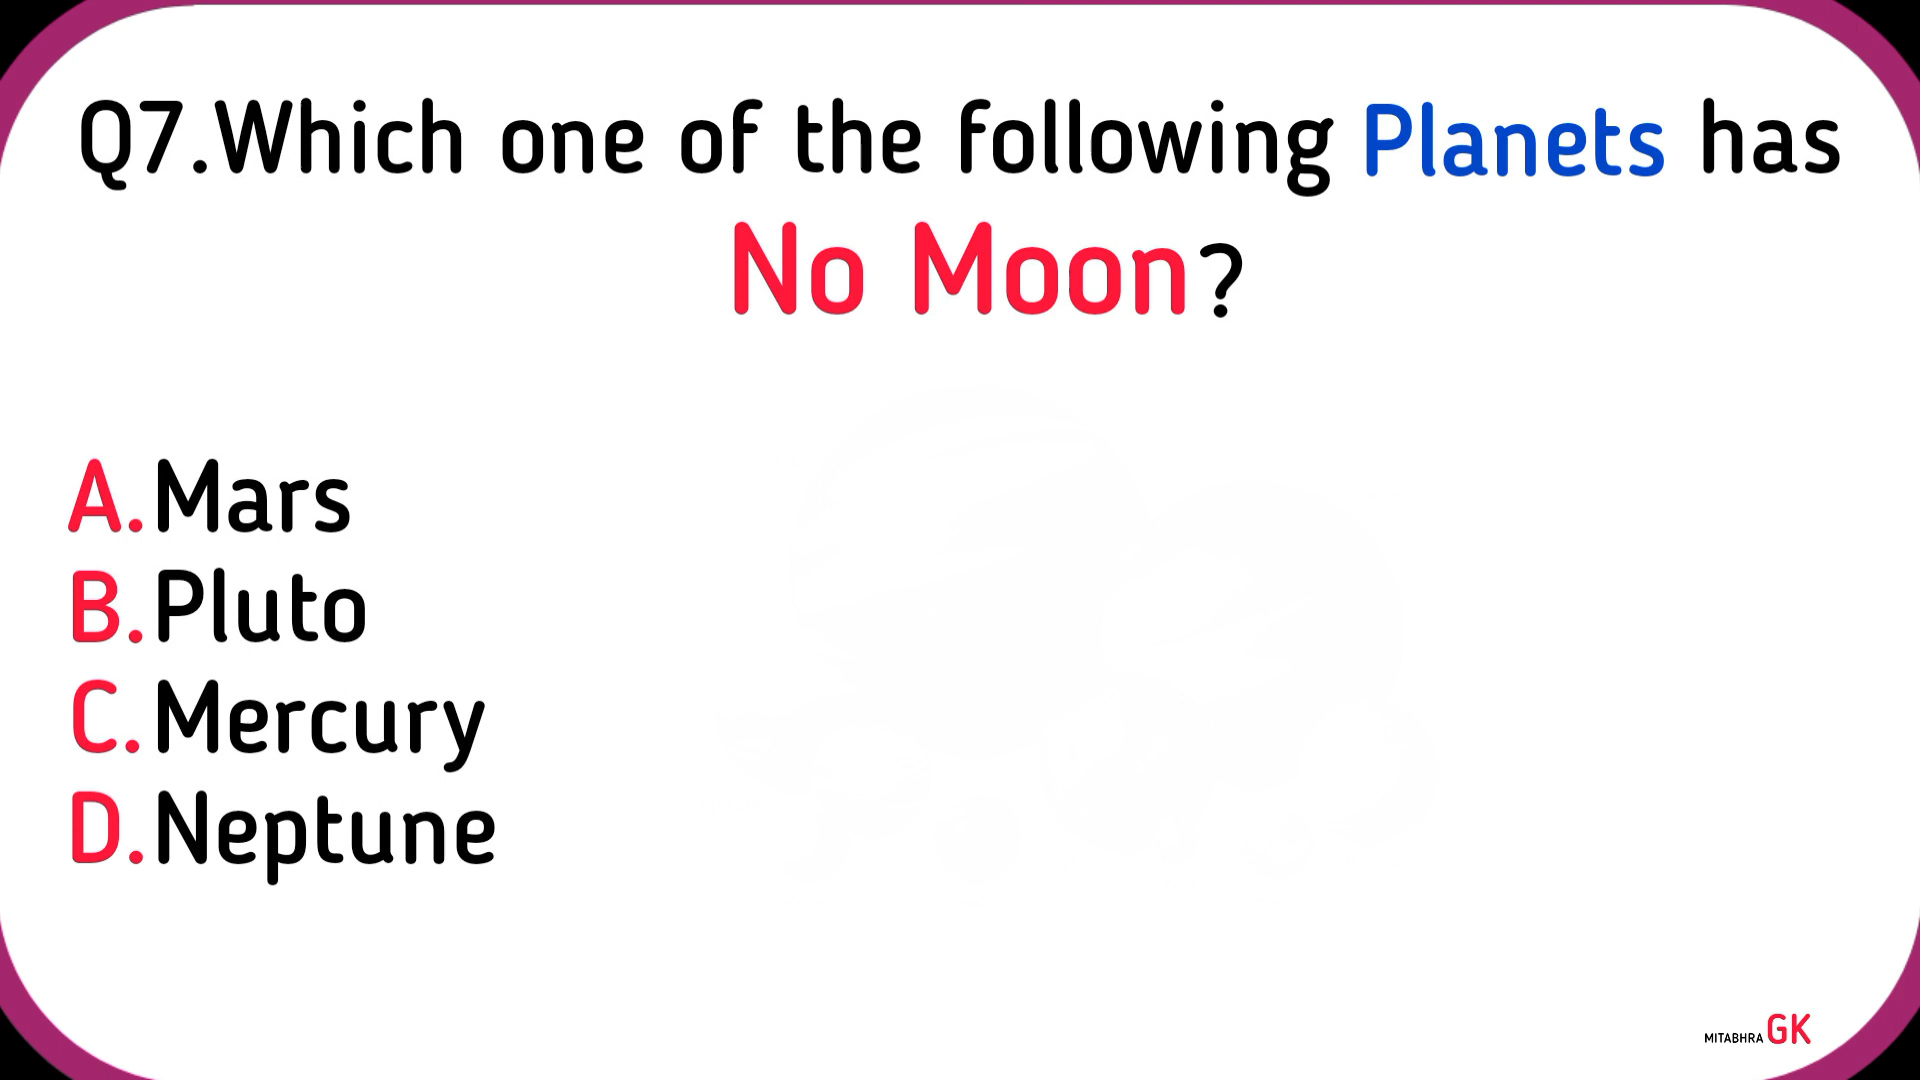 Q7.Which one of the following Planets has
No Moon?
A.Mars
B.Pluto
C.Mercury
D.Neptune
MITABHRA GK